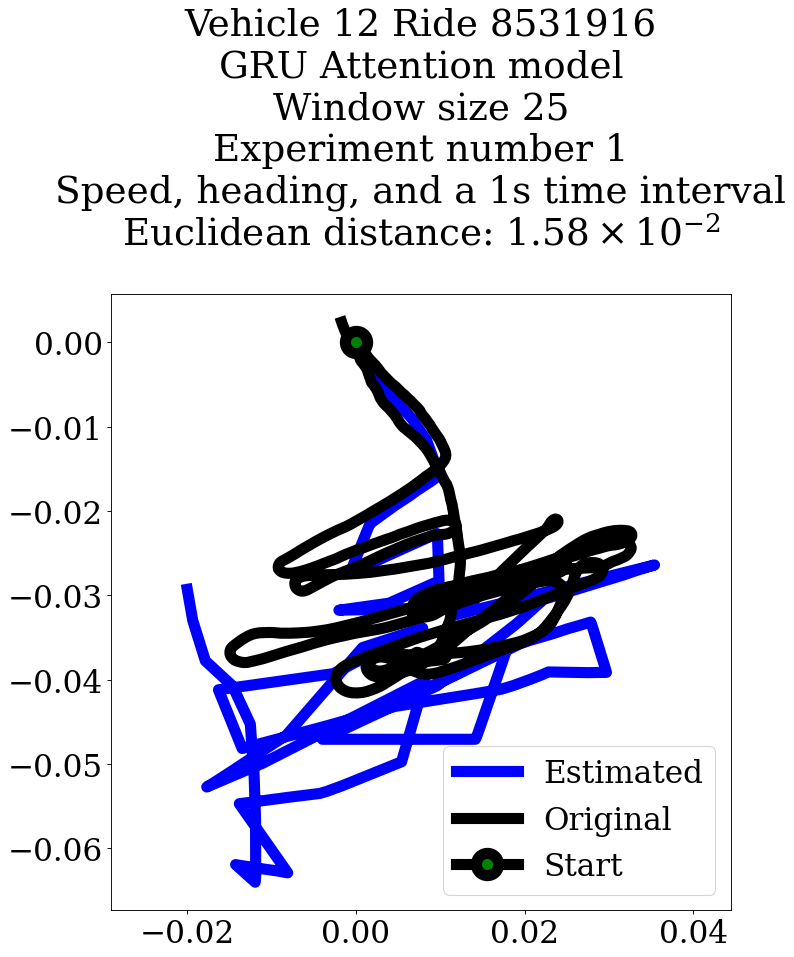 Vehicle 12 Ride 8531916
GRU Attention model
Window size 25
Experiment number 1
Speed, heading, and a 1s time interval
Euclidean distance: 1.58 × 10⁻²
0.00
−0.01
−0.02
−0.03
−0.04
−0.05
−0.06
Estimated
Original
Start
−0.02 0.00 0.02 0.04